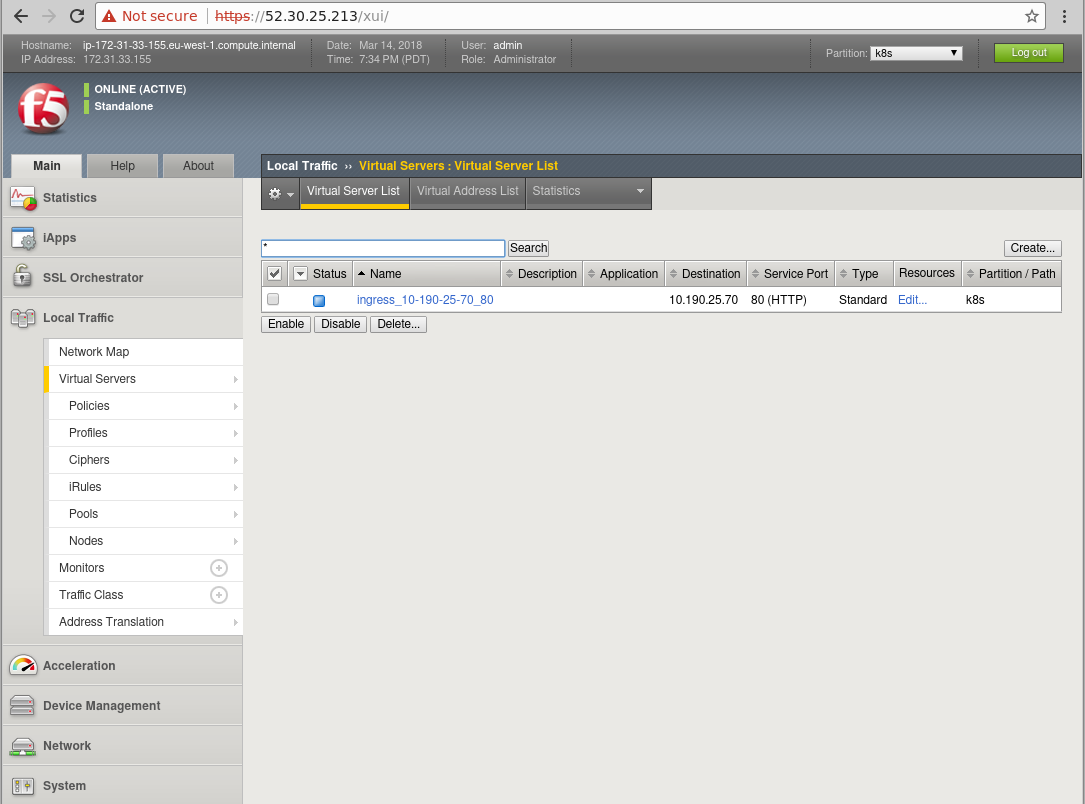 Not secure https://52.30.25.213/xui/
Hostname: ip-172-31-33-155.eu-west-1.compute.internal Date: Mar 14, 2018 User: admin
IP Address: 172.31.33.155 Time: 7:34 PM (PDT) Role: Administrator
Partition: k8s Log out
f5
ONLINE (ACTIVE)
Standalone
Main Help About
Local Traffic ›› Virtual Servers : Virtual Server List
Virtual Server List Virtual Address List Statistics
Statistics
iApps
SSL Orchestrator
Local Traffic
Network Map
Virtual Servers
Policies
Profiles
Ciphers
iRules
Pools
Nodes
Monitors
Traffic Class
Address Translation
Acceleration
Device Management
Network
System
* Search Create...
Status Name Description Application Destination Service Port Type Resources Partition / Path
ingress_10-190-25-70_80 10.190.25.70 80 (HTTP) Standard Edit... k8s
Enable Disable Delete...